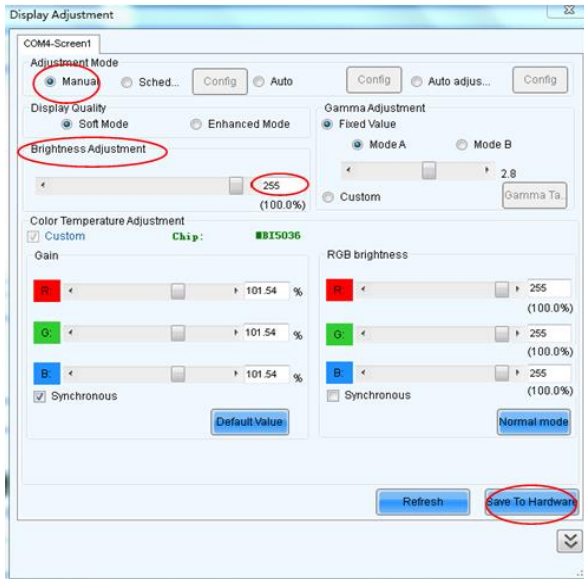 Display Adjustment
COM4-Screen1
Adjustment Mode
Manual Sched... Config Auto Config Auto adjus... Config
Display Quality
Soft Mode Enhanced Mode
Gamma Adjustment
Fixed Value
Mode A Mode B
2.8
Custom Gamma Ta...
Brightness Adjustment
255
(100.0%)
Color Temperature Adjustment
Custom Chip: MBI5036
Gain
R: 101.54 %
G: 101.54 %
B: 101.54 %
Synchronous
Default Value
RGB brightness
R: 255
(100.0%)
G: 255
(100.0%)
B: 255
(100.0%)
Synchronous
Normal mode
Refresh Save To Hardware